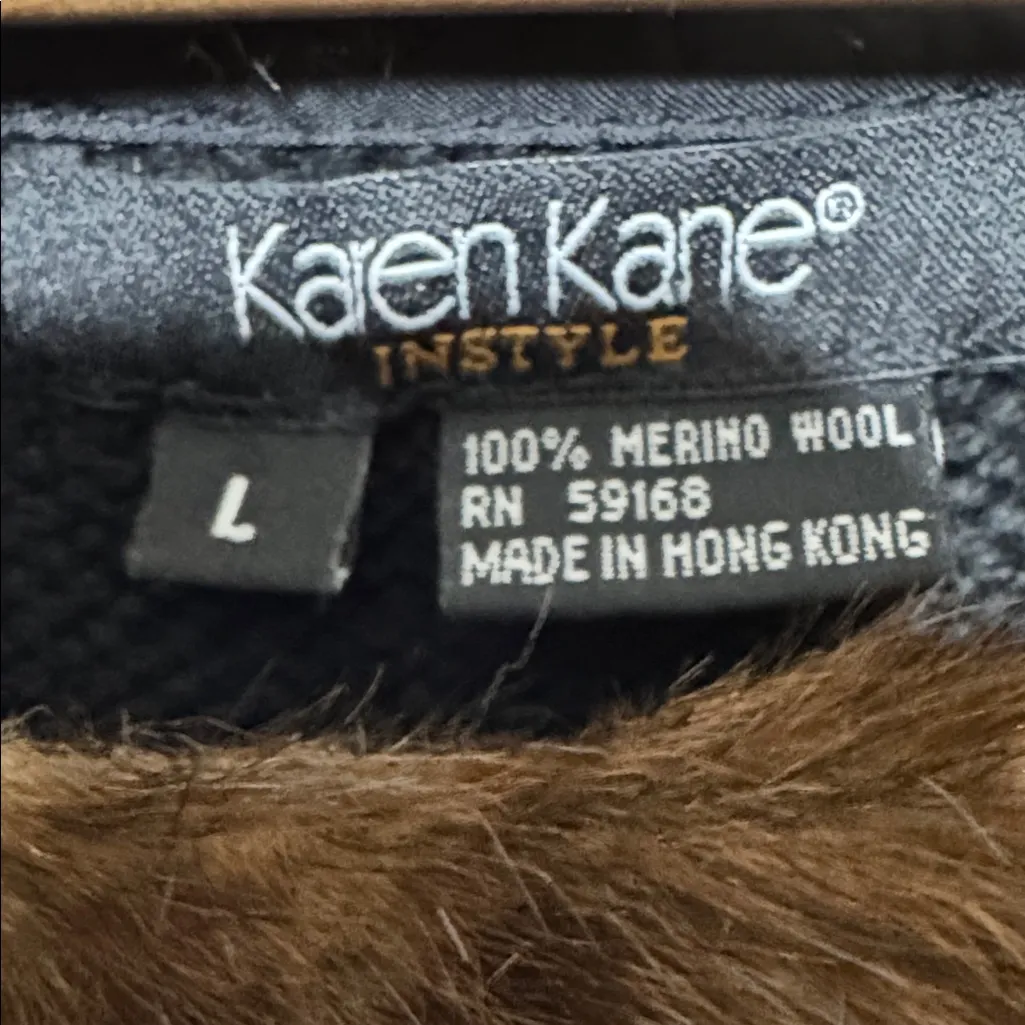 Karen Kane®
INSTYLE
L
100% MERINO WOOL
RN 59168
MADE IN HONG KONG